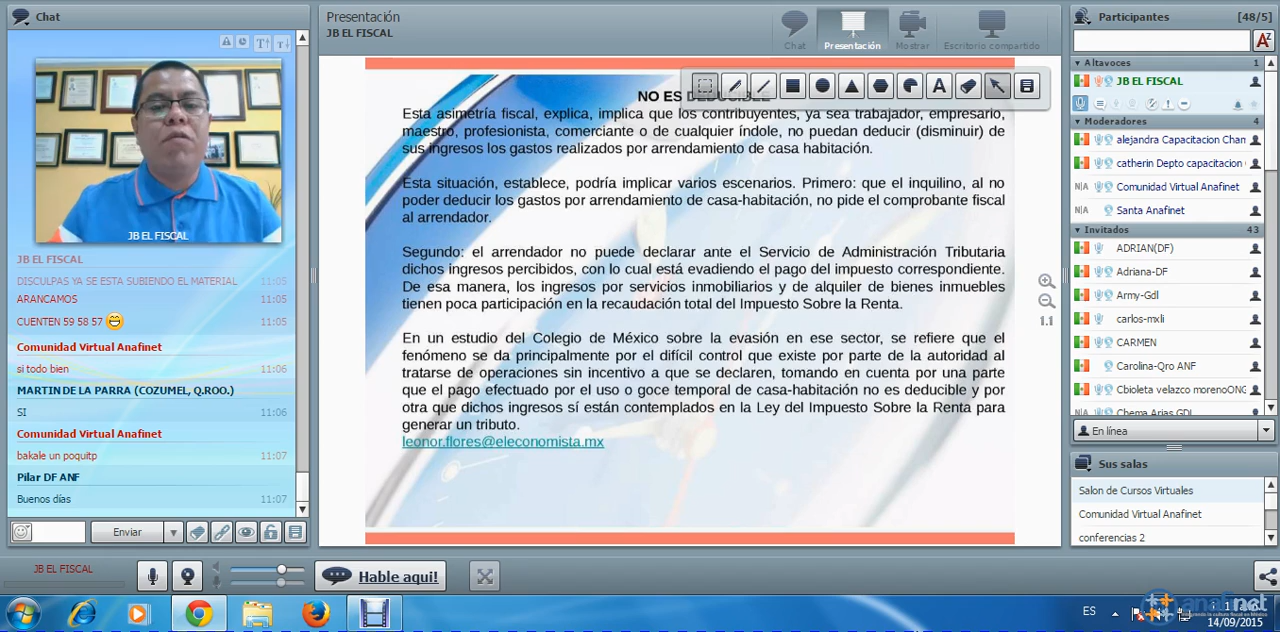 Chat
JB EL FISCAL
JB EL FISCAL
DISCULPAS YA SE ESTA SUBIENDO EL MATERIAL 11:05
ARANCAMOS 11:05
CUENTEN 59 58 57 11:05
Comunidad Virtual Anafinet
si todo bien 11:06
MARTIN DE LA PARRA (COZUMEL, Q.ROO.)
SI 11:06
Comunidad Virtual Anafinet
bakale un poquitp 11:07
Pilar DF ANF
Buenos días 11:07
Enviar
Presentación
JB EL FISCAL
Chat
Presentación
Mostrar
Escritorio compartido
NO ES DEDUCIBLE
Esta asimetría fiscal, explica, implica que los contribuyentes, ya sea trabajador, empresario,
maestro, profesionista, comerciante o de cualquier índole, no puedan deducir (disminuir) de
sus ingresos los gastos realizados por arrendamiento de casa habitación.
Esta situación, establece, podría implicar varios escenarios. Primero: que el inquilino, al no
poder deducir los gastos por arrendamiento de casa-habitación, no pide el comprobante fiscal
al arrendador.
Segundo: el arrendador no puede declarar ante el Servicio de Administración Tributaria
dichos ingresos percibidos, con lo cual está evadiendo el pago del impuesto correspondiente.
De esa manera, los ingresos por servicios inmobiliarios y de alquiler de bienes inmuebles
tienen poca participación en la recaudación total del Impuesto Sobre la Renta.
En un estudio del Colegio de México sobre la evasión en ese sector, se refiere que el
fenómeno se da principalmente por el difícil control que existe por parte de la autoridad al
tratarse de operaciones sin incentivo a que se declaren, tomando en cuenta por una parte
que el pago efectuado por el uso o goce temporal de casa-habitación no es deducible y por
otra que dichos ingresos sí están contemplados en la Ley del Impuesto Sobre la Renta para
generar un tributo.
leonor.flores@eleconomista.mx
1.1
Participantes [48/5]
Altavoces 1
JB EL FISCAL
Moderadores 4
alejandra Capacitacion Cham
catherin Depto capacitacion
N/A Comunidad Virtual Anafinet
N/A Santa Anafinet
Invitados 43
ADRIAN(DF)
Adriana-DF
Army-Gdl
carlos-mxli
CARMEN
Carolina-Qro ANF
Cbioleta velazco morenoONG
N/A Chema Arias GDL
En línea
Sus salas
Salon de Cursos Virtuales
Comunidad Virtual Anafinet
conferencias 2
JB EL FISCAL
Hable aqui!
ES
anafinet
14/09/2015